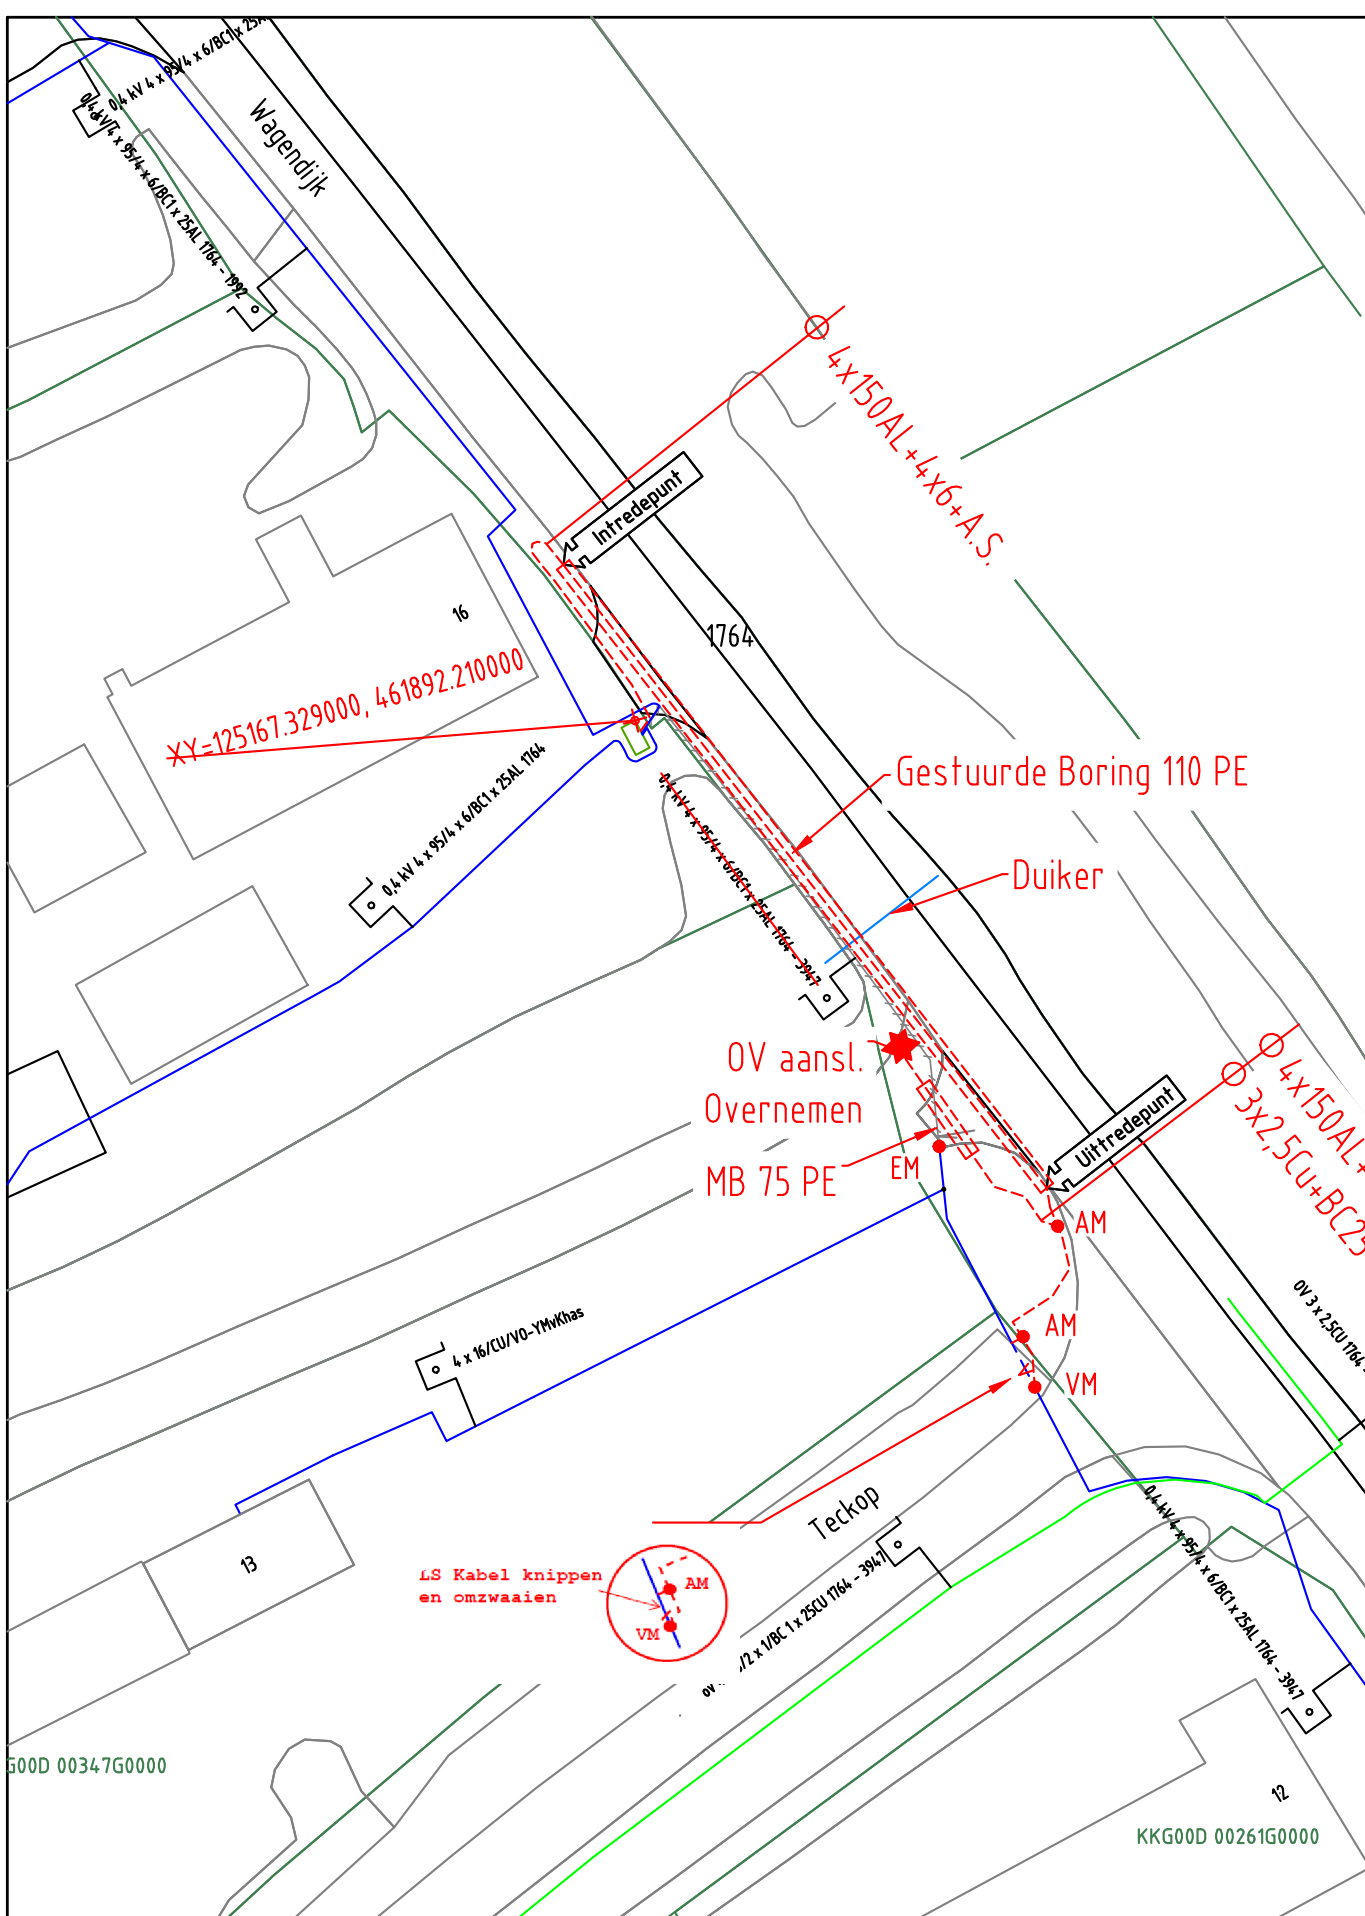 0,4 kV 4 x 95/4 x 6/BC1 x 25A
0,4 kV 4 x 95/4 x 6/BC1 x 25AL 1764 - 1992
Wagendijk
4x150AL+4x6+A.S.
Intredepunt
16
1764
XY=125167.329000, 461892.210000
0,4 kV 4 x 95/4 x 6/BC1 x 25AL 1764
Gestuurde Boring 110 PE
0,4 kV 4 x 95/4 x 6/BC1 x 25AL 1764 - 3947
Duiker
OV aansl.
Overnemen
MB 75 PE
EM
4x150AL+
3x2,5Cu+BC25
Uittredepunt
AM
OV 3 x 2,5CU 1764
AM
VM
4 x 16/CU/VO-YMvKhas
Teckop
13
LS Kabel knippen
en omzwaaien
AM
VM
/2 x 1/BC 1 x 25CU 1764 - 3947
0,4 kV 4 x 95/4 x 6/BC1 x 25AL 1764 - 3947
G00D 00347G0000
12
KKG00D 00261G0000